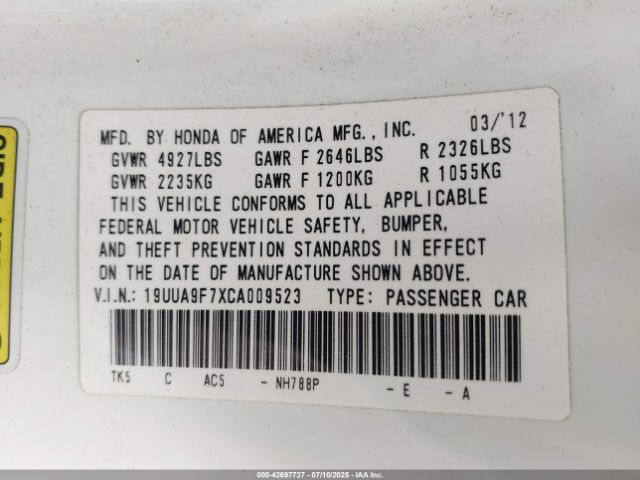 MFD. BY HONDA OF AMERICA MFG., INC. 03/'12
GVWR 4927LBS GAWR F 2646LBS R 2326LBS
GVWR 2235KG GAWR F 1200KG R 1055KG
THIS VEHICLE CONFORMS TO ALL APPLICABLE
FEDERAL MOTOR VEHICLE SAFETY, BUMPER,
AND THEFT PREVENTION STANDARDS IN EFFECT
ON THE DATE OF MANUFACTURE SHOWN ABOVE.
V.I.N.: 19UUA9F7XCA009523 TYPE: PASSENGER CAR
TK5 C AC5 - NH788P - E - A
000-42697727 - 07/10/2025 - IAAI Inc.